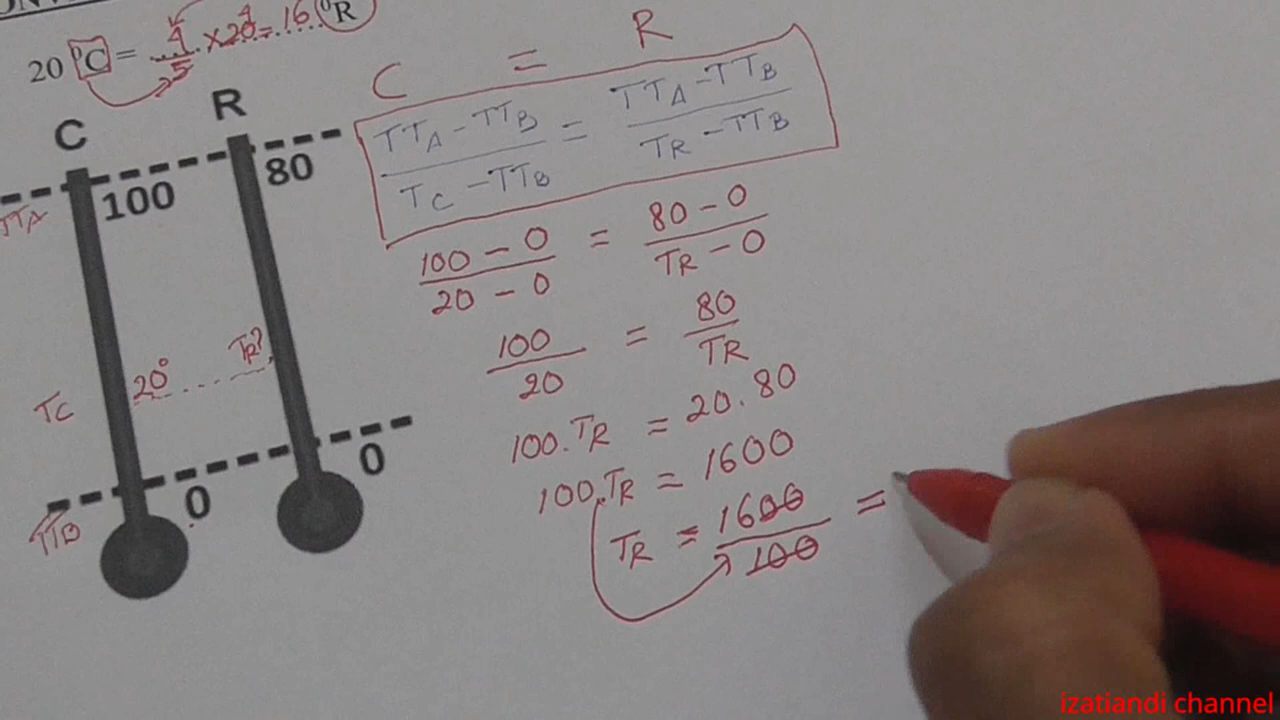 20 °C = 4/5 × 20 = 16 °R
C = R
C R
TTA - TTB / TC - TTB = TTA - TTB / TR - TTB
100 80
TTA
100 - 0 / 20 - 0 = 80 - 0 / TR - 0
100 / 20 = 80 / TR
TC 20° TR?
100.TR = 20.80
100.TR = 1600
0 0
TTB
TR = 1600 / 100 =
izatiandi channel